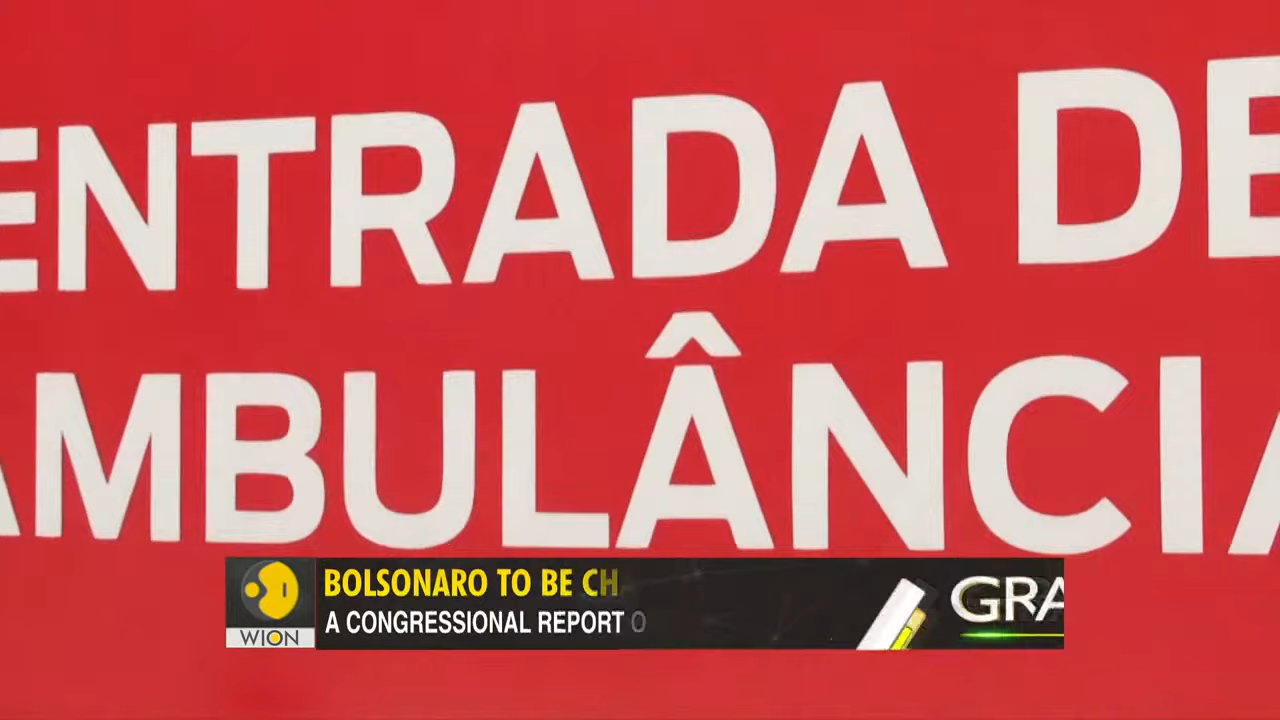 ENTRADA DE
AMBULÂNCIA
BOLSONARO TO BE CH
A CONGRESSIONAL REPORT O
WION
GRA